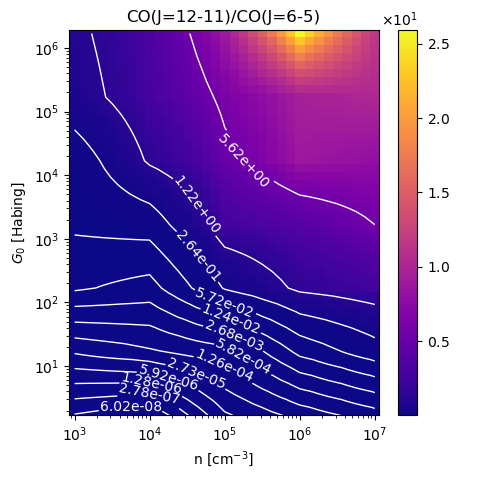 CO(J=12-11)/CO(J=6-5)
×10¹
10⁶
10⁵
10⁴
10³
10²
10¹
G₀ [Habing]
5.62e+00
1.22e+00
2.64e-01
5.72e-02
1.24e-02
2.68e-03
5.82e-04
1.26e-04
2.73e-05
5.92e-06
1.28e-06
2.78e-07
6.02e-08
10³ 10⁴ 10⁵ 10⁶ 10⁷
n [cm⁻³]
2.5
2.0
1.5
1.0
0.5